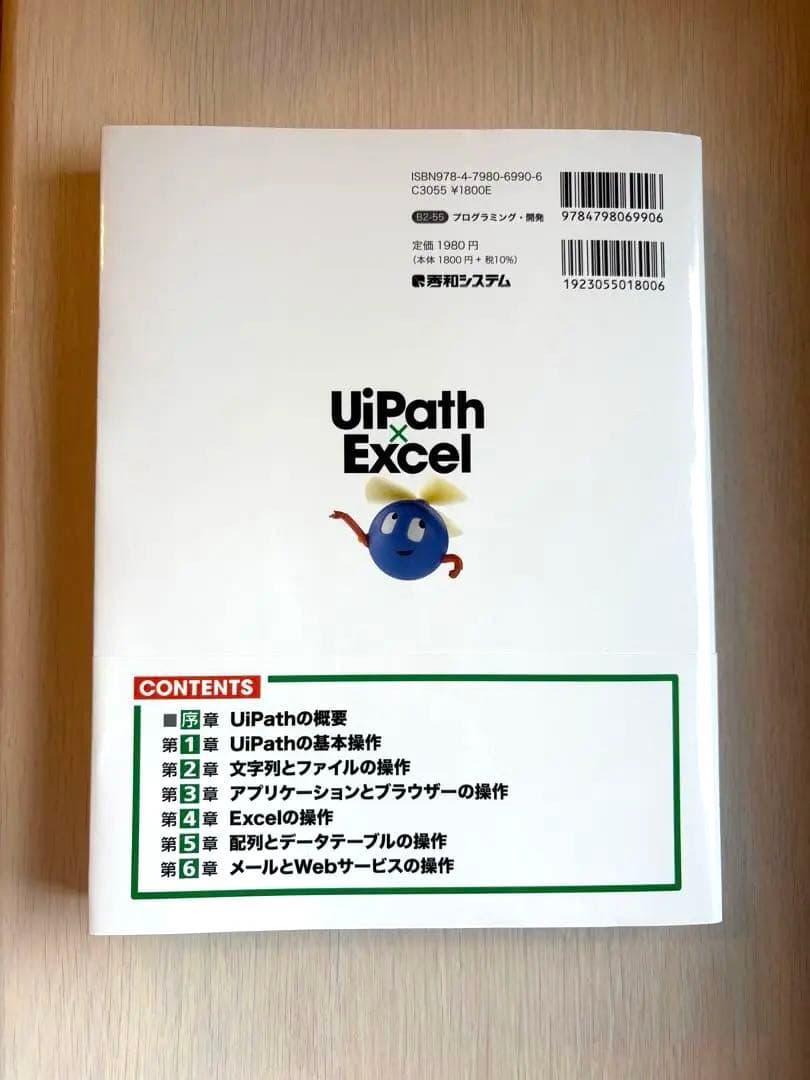 ISBN978-4-7980-6990-6
C3055 ¥1800E
9784798069906
B2-55 プログラミング・開発
定価 1980 円
(本体 1800 円 + 税10%)
秀和システム
1923055018006
UiPath
×
Excel
CONTENTS
■序章 UiPathの概要
第1章 UiPathの基本操作
第2章 文字列とファイルの操作
第3章 アプリケーションとブラウザーの操作
第4章 Excelの操作
第5章 配列とデータテーブルの操作
第6章 メールとWebサービスの操作